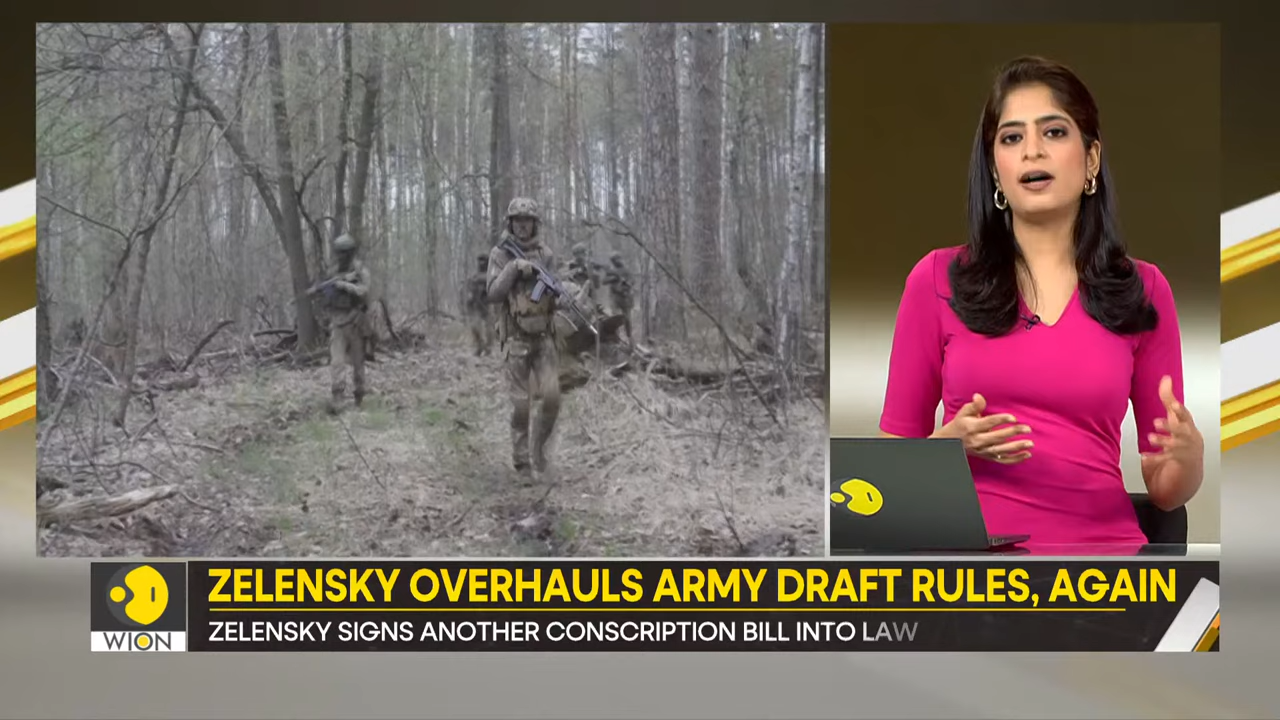 ZELENSKY OVERHAULS ARMY DRAFT RULES, AGAIN
ZELENSKY SIGNS ANOTHER CONSCRIPTION BILL INTO LAW
WION